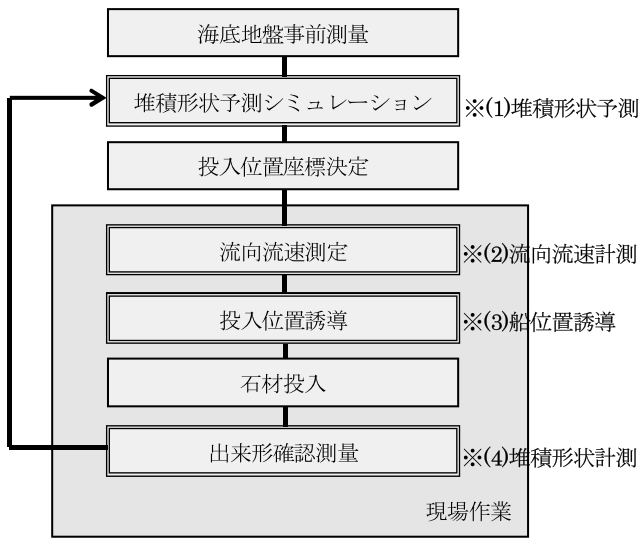 海底地盤事前測量
堆積形状予測シミュレーション
※(1)堆積形状予測
投入位置座標決定
流向流速測定
※(2)流向流速計測
投入位置誘導
※(3)船位置誘導
石材投入
出来形確認測量
※(4)堆積形状計測
現場作業